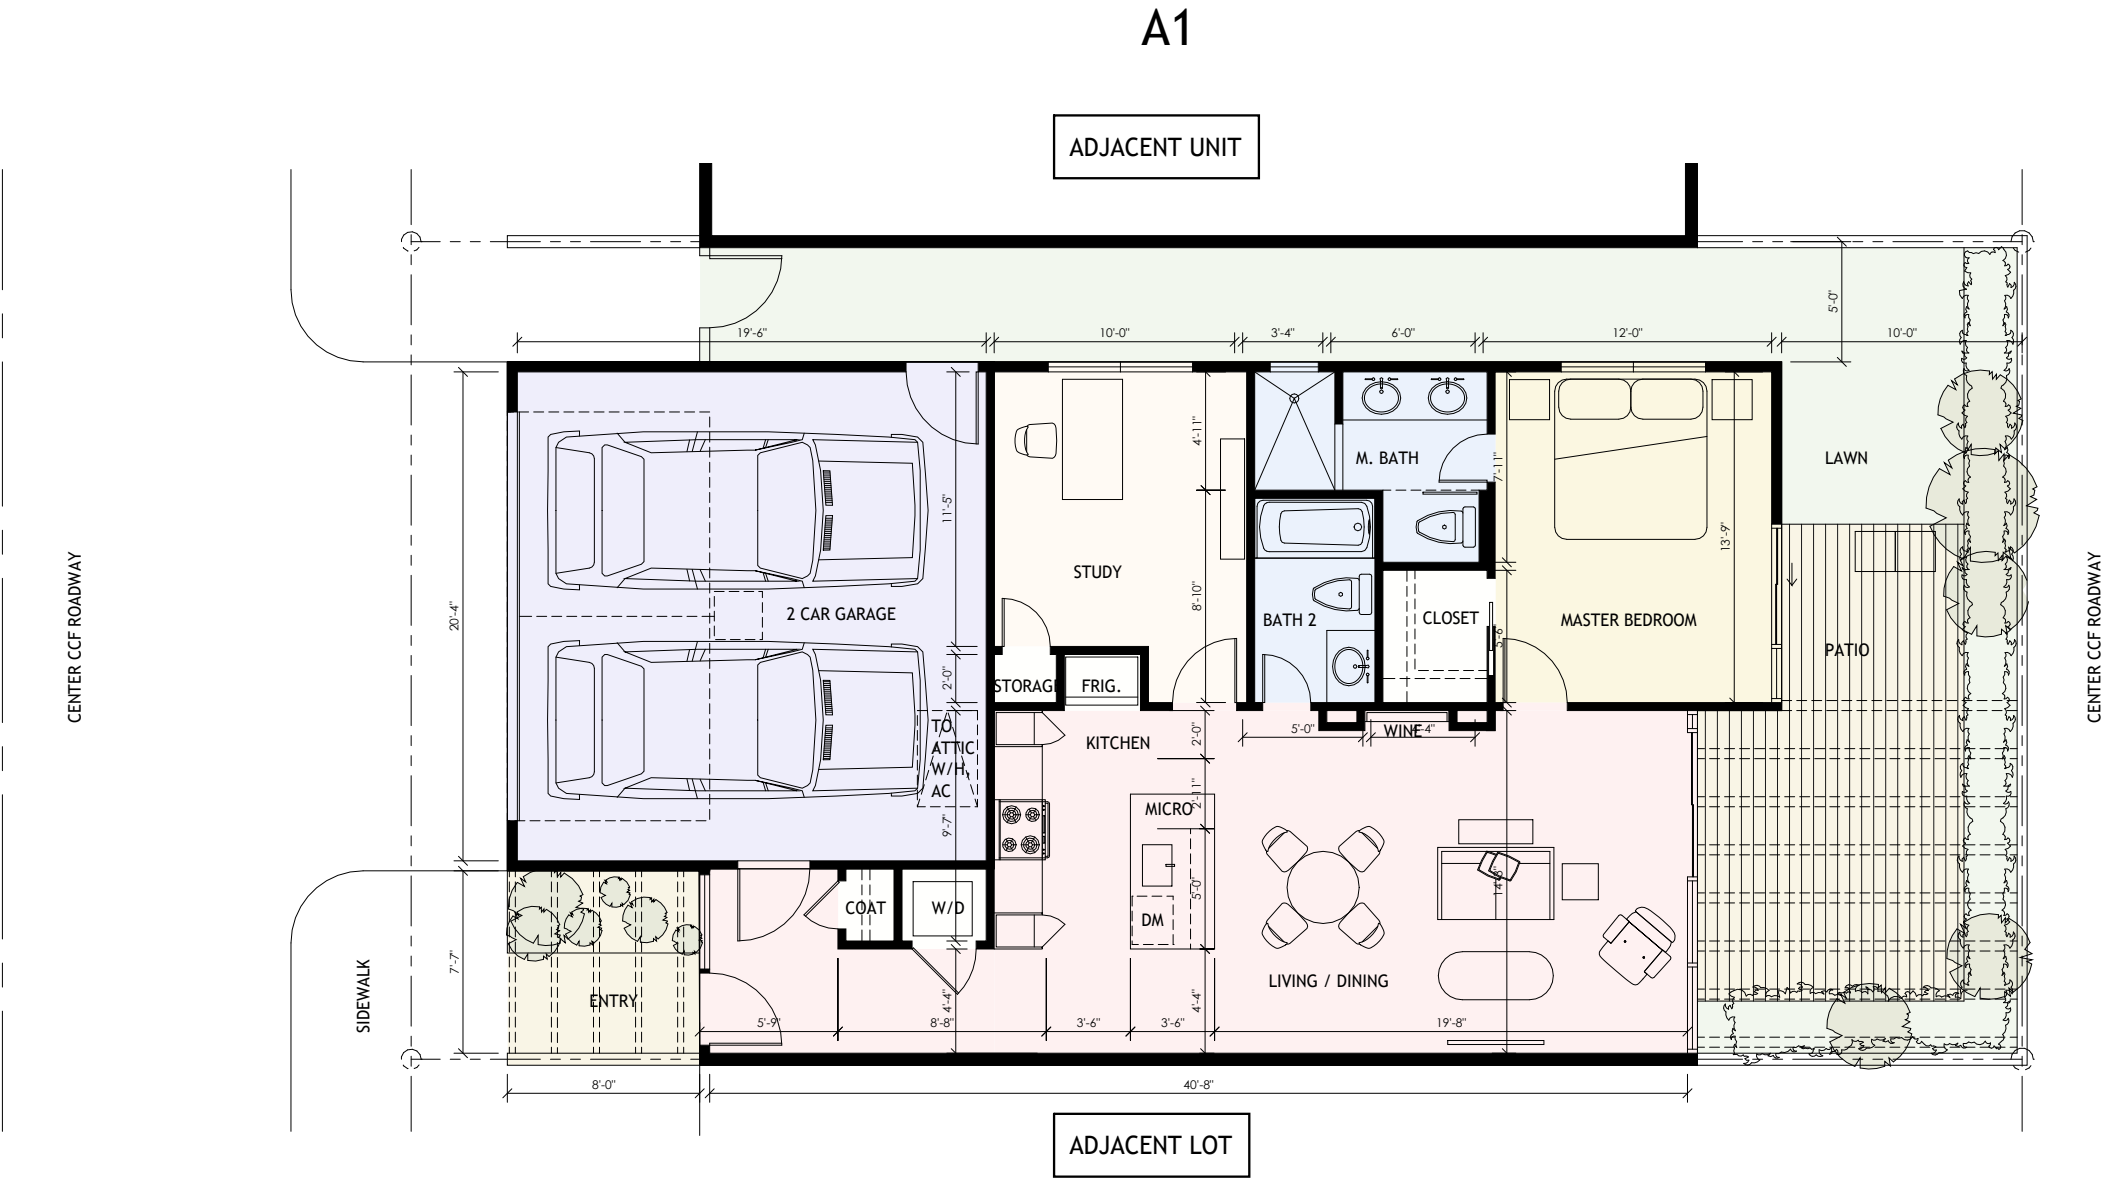 A1
ADJACENT UNIT
5'-0"
19'-6"
10'-0"
3'-4"
6'-0"
12'-0"
10'-0"
4'-11"
M. BATH
7'-11"
LAWN
11'-5"
13'-9"
STUDY
8'-10"
20'-4"
2 CAR GARAGE
BATH 2
CLOSET
5'-6"
MASTER BEDROOM
CENTER CCF ROADWAY
CENTER CCF ROADWAY
PATIO
2'-0"
STORAGE
FRIG.
TO
ATTIC
W/H,
AC
KITCHEN
2'-0"
5'-0"
WINE
2'-11"
MICRO
9'-7"
5'-0"
COAT
W/D
DM
7'-7"
SIDEWALK
ENTRY
LIVING / DINING
4'-4"
4'-4"
5'-9"
8'-8"
3'-6"
3'-6"
19'-8"
8'-0"
40'-8"
ADJACENT LOT